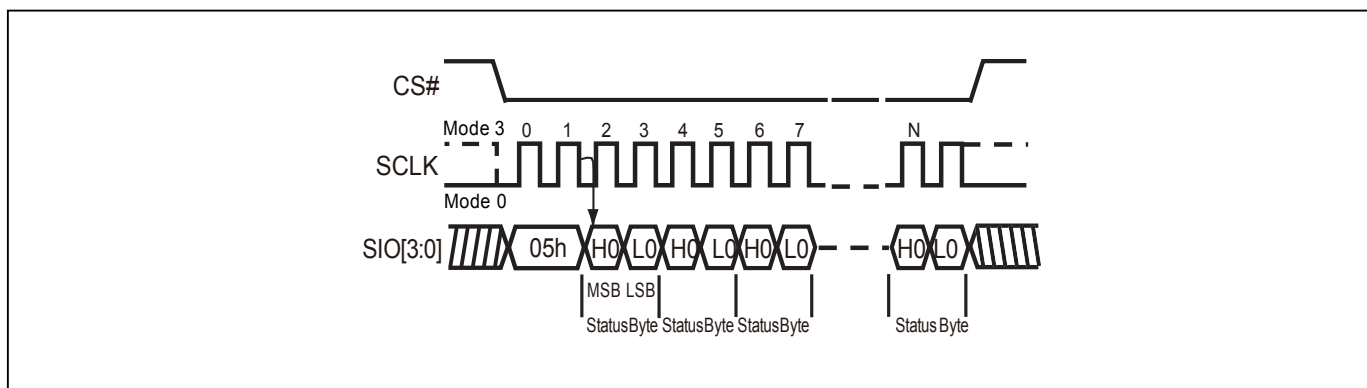 CS#
Mode 3 0 1 2 3 4 5 6 7 N
SCLK
Mode 0
SIO[3:0] 05h H0 L0 H0 L0 H0 L0 H0 L0
MSB LSB
StatusByte StatusByte StatusByte Status Byte